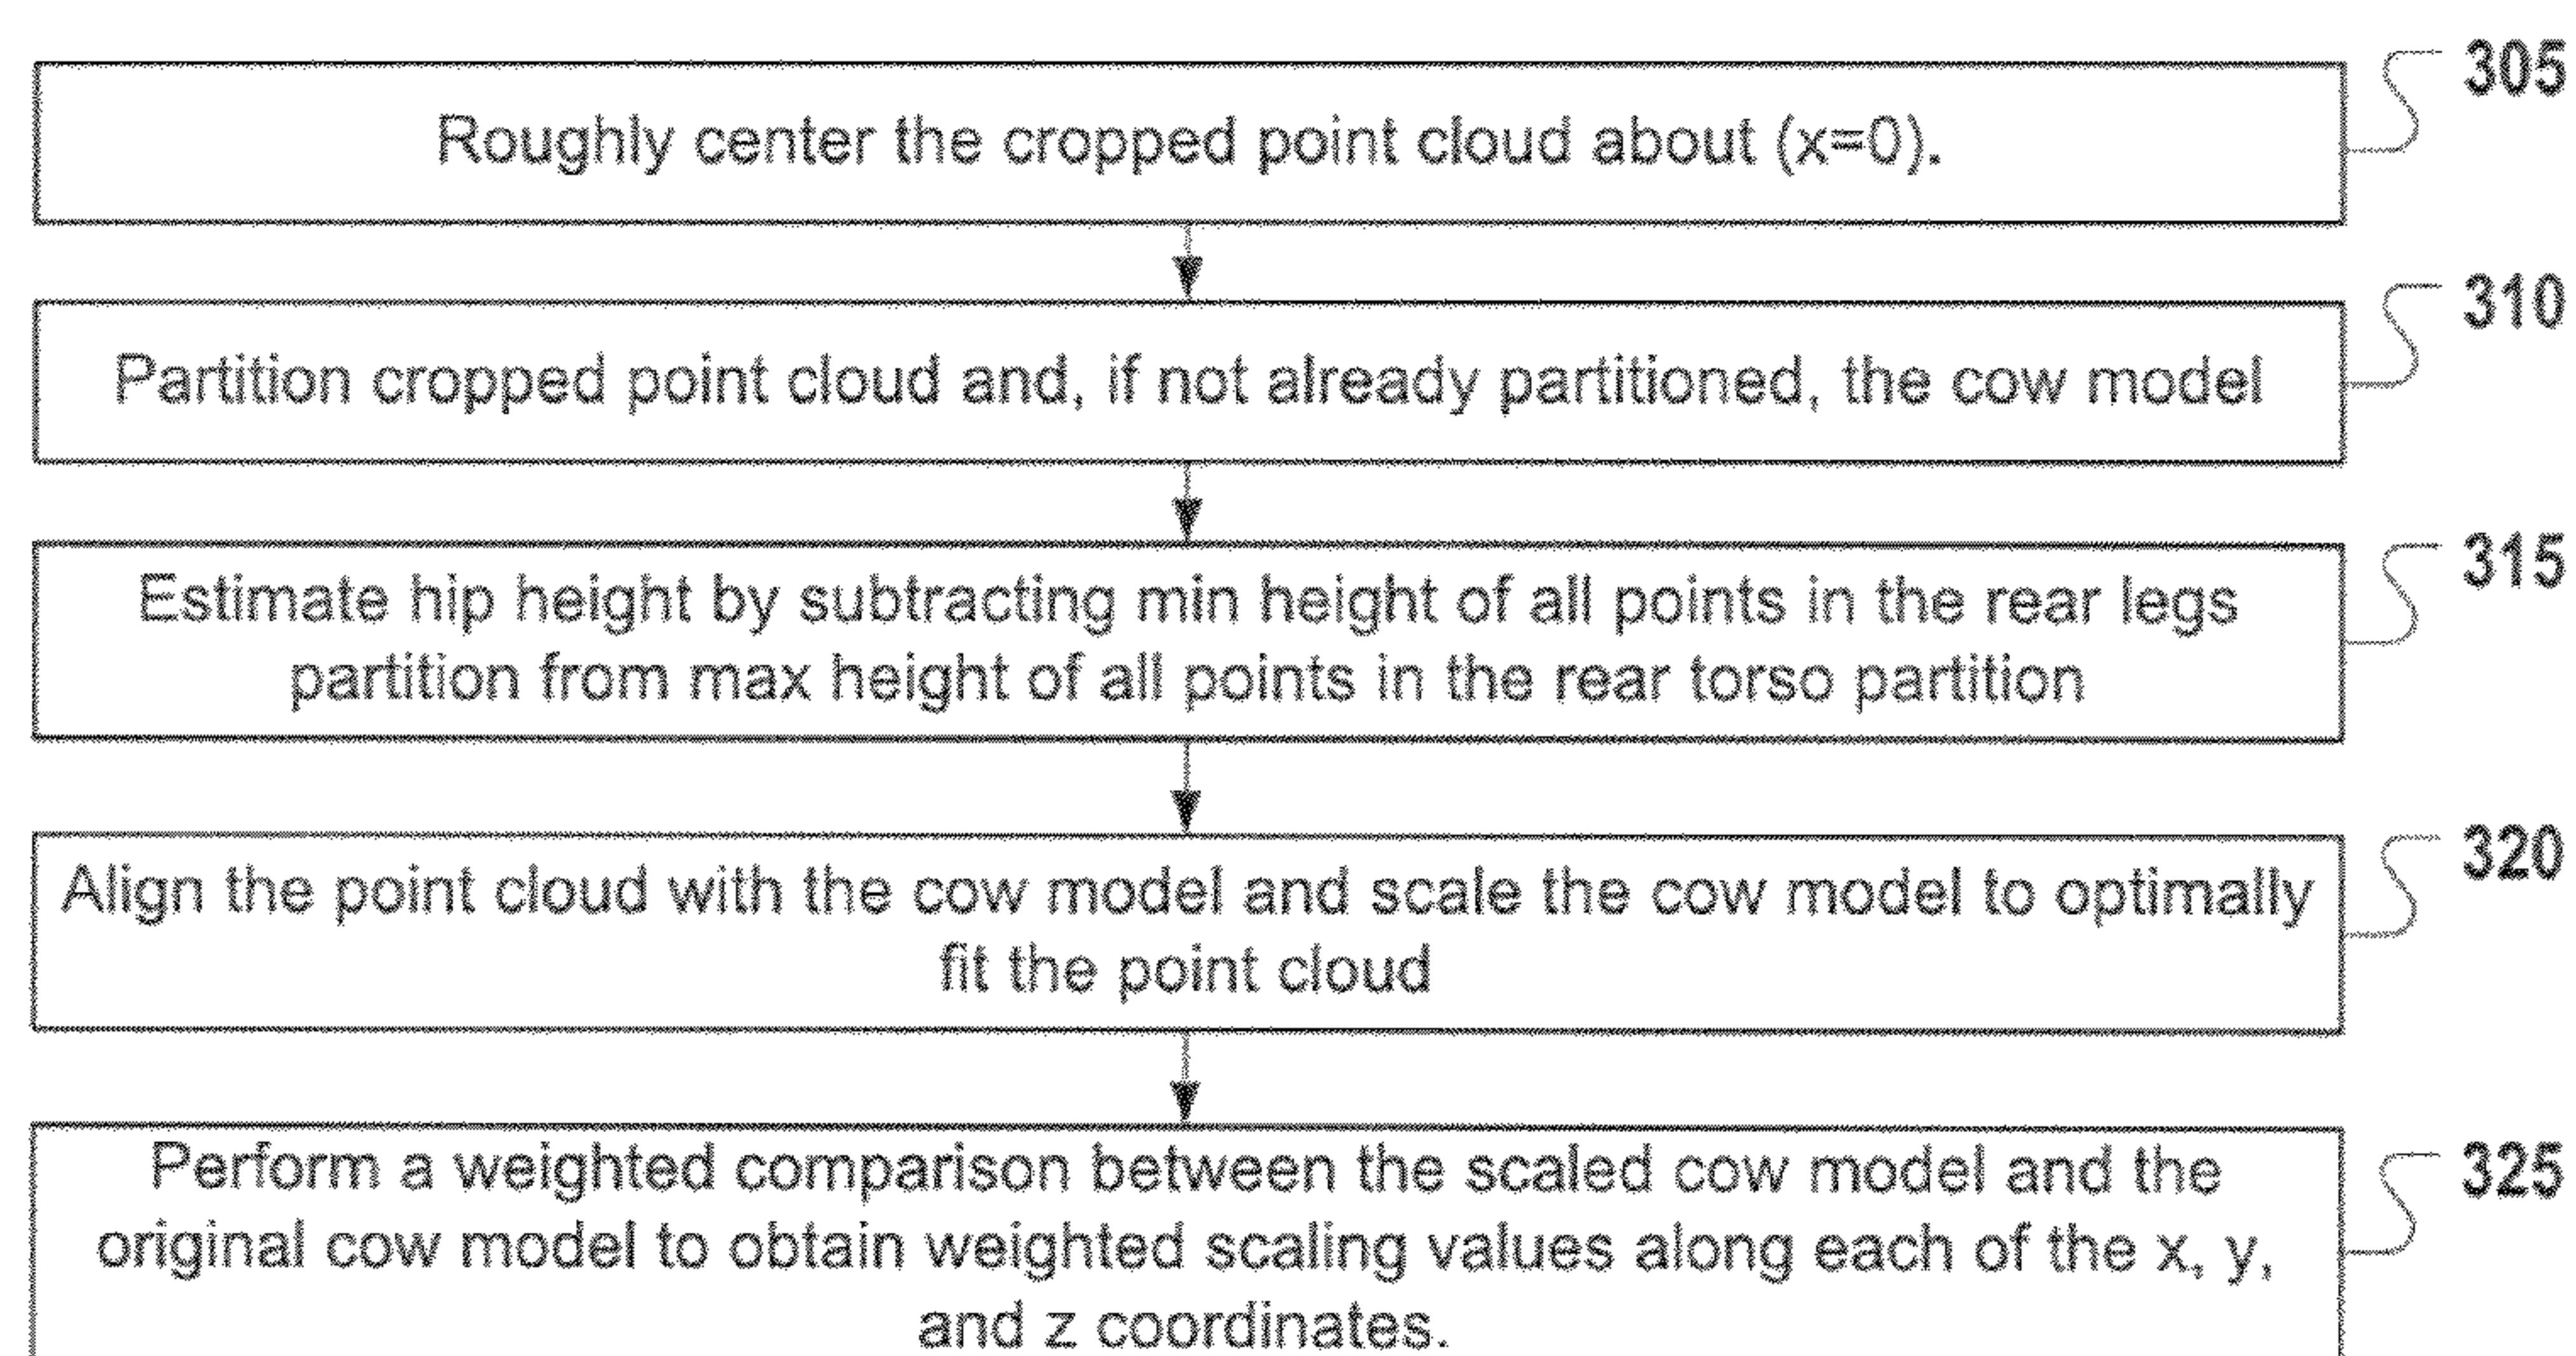 305
Roughly center the cropped point cloud about (x=0).
310
Partition cropped point cloud and, if not already partitioned, the cow model
315
Estimate hip height by subtracting min height of all points in the rear legs
partition from max height of all points in the rear torso partition
320
Align the point cloud with the cow model and scale the cow model to optimally
fit the point cloud
325
Perform a weighted comparison between the scaled cow model and the
original cow model to obtain weighted scaling values along each of the x, y,
and z coordinates.